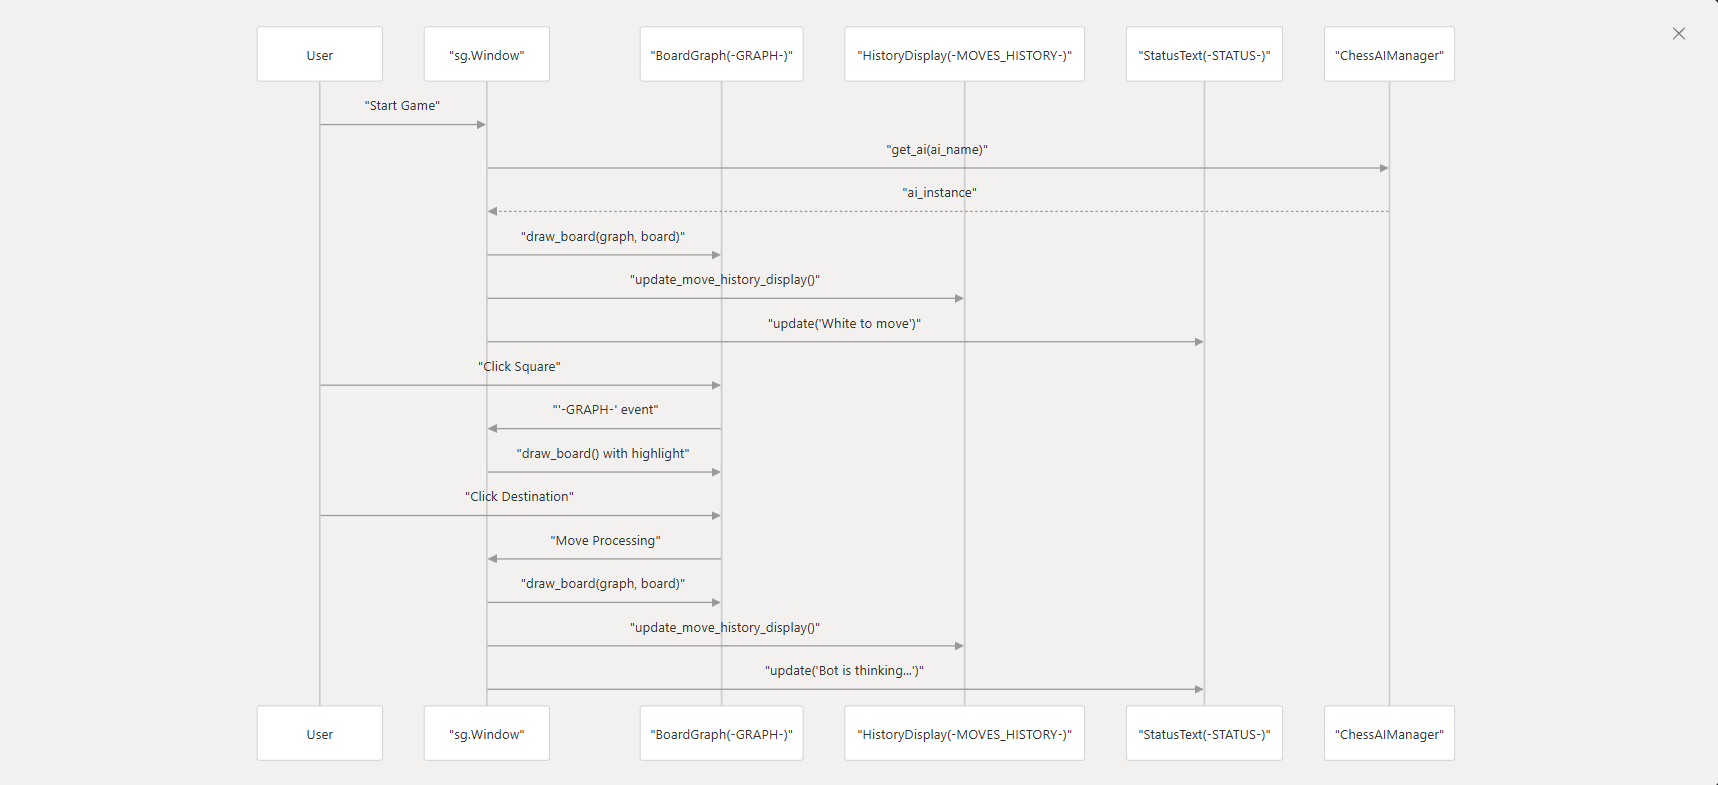 User
"sg.Window"
"BoardGraph(-GRAPH-)"
"HistoryDisplay(-MOVES_HISTORY-)"
"StatusText(-STATUS-)"
"ChessAIManager"
"Start Game"
"get_ai(ai_name)"
"ai_instance"
"draw_board(graph, board)"
"update_move_history_display()"
"update('White to move')"
"Click Square"
"'-GRAPH-' event"
"draw_board() with highlight"
"Click Destination"
"Move Processing"
"draw_board(graph, board)"
"update_move_history_display()"
"update('Bot is thinking...')"
User
"sg.Window"
"BoardGraph(-GRAPH-)"
"HistoryDisplay(-MOVES_HISTORY-)"
"StatusText(-STATUS-)"
"ChessAIManager"